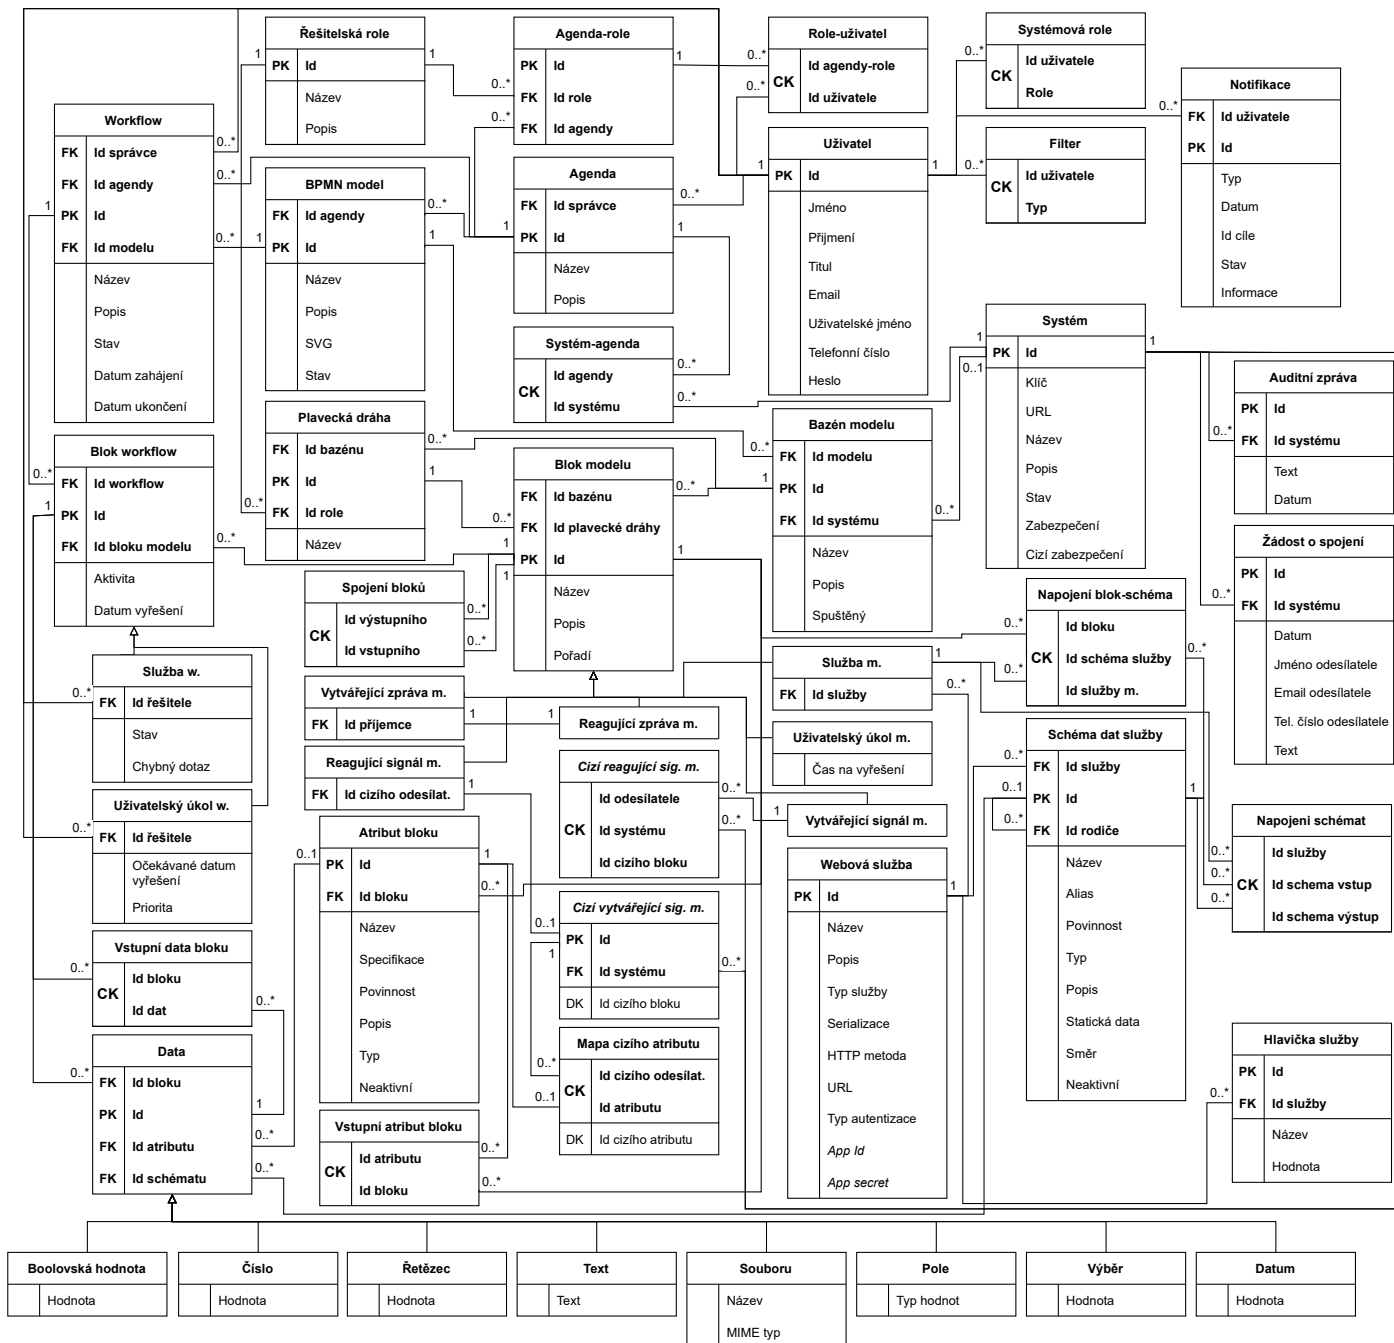 Řešitelská role
PK Id
Název
Popis
Agenda-role
PK Id
FK Id role
FK Id agendy
Role-uživatel
CK
Id agendy-role
Id uživatele
Systémová role
CK
Id uživatele
Role
Notifikace
FK Id uživatele
PK Id
Typ
Datum
Id cíle
Stav
Informace
Workflow
FK Id správce
FK Id agendy
PK Id
FK Id modelu
Název
Popis
Stav
Datum zahájení
Datum ukončení
BPMN model
FK Id agendy
PK Id
Název
Popis
SVG
Stav
Agenda
FK Id správce
PK Id
Název
Popis
Uživatel
PK Id
Jméno
Přijmení
Titul
Email
Uživatelské jméno
Telefonní číslo
Heslo
Filter
CK
Id uživatele
Typ
Systém-agenda
CK
Id agendy
Id systému
Systém
PK Id
Klíč
URL
Název
Popis
Stav
Zabezpečení
Cizí zabezpečení
Auditní zpráva
PK Id
FK Id systému
Text
Datum
Blok workflow
FK Id workflow
PK Id
FK Id bloku modelu
Aktivita
Datum vyřešení
Plavecká dráha
FK Id bazénu
PK Id
FK Id role
Název
Blok modelu
FK Id bazénu
FK Id plavecké dráhy
PK Id
Název
Popis
Pořadí
Bazén modelu
FK Id modelu
PK Id
FK Id systému
Název
Popis
Spuštěný
Žádost o spojení
PK Id
FK Id systému
Datum
Jméno odesílatele
Email odesílatele
Tel. číslo odesílatele
Text
Spojení bloků
CK
Id výstupního
Id vstupního
Napojení blok-schéma
CK
Id bloku
Id schéma služby
Id služby m.
Služba w.
FK Id řešitele
Stav
Chybný dotaz
Vytvářející zpráva m.
FK Id příjemce
Reagující zpráva m.
Služba m.
FK Id služby
Uživatelský úkol m.
Čas na vyřešení
Schéma dat služby
FK Id služby
PK Id
FK Id rodiče
Název
Alias
Povinnost
Typ
Popis
Statická data
Směr
Neaktivní
Reagující signál m.
FK Id cizího odesílat.
Cizí reagující sig. m.
CK
Id odesílatele
Id systému
Id cizího bloku
Vytvářející signál m.
Napojeni schémat
CK
Id služby
Id schema vstup
Id schema výstup
Uživatelský úkol w.
FK Id řešitele
Očekávané datum
vyřešení
Priorita
Atribut bloku
PK Id
FK Id bloku
Název
Specifikace
Povinnost
Popis
Typ
Neaktivní
Webová služba
PK Id
Název
Popis
Typ služby
Serializace
HTTP metoda
URL
Typ autentizace
App Id
App secret
Cizí vytvářející sig. m.
PK Id
FK Id systému
DK Id cizího bloku
Vstupní data bloku
CK
Id bloku
Id dat
Mapa cizího atributu
CK
Id cizího odesílat.
Id atributu
DK Id cizího atributu
Hlavička služby
PK Id
FK Id služby
Název
Hodnota
Data
FK Id bloku
PK Id
FK Id atributu
FK Id schématu
Vstupní atribut bloku
CK
Id atributu
Id bloku
Boolovská hodnota
Hodnota
Číslo
Hodnota
Řetězec
Hodnota
Text
Text
Souboru
Název
MIME typ
Pole
Typ hodnot
Výběr
Hodnota
Datum
Hodnota